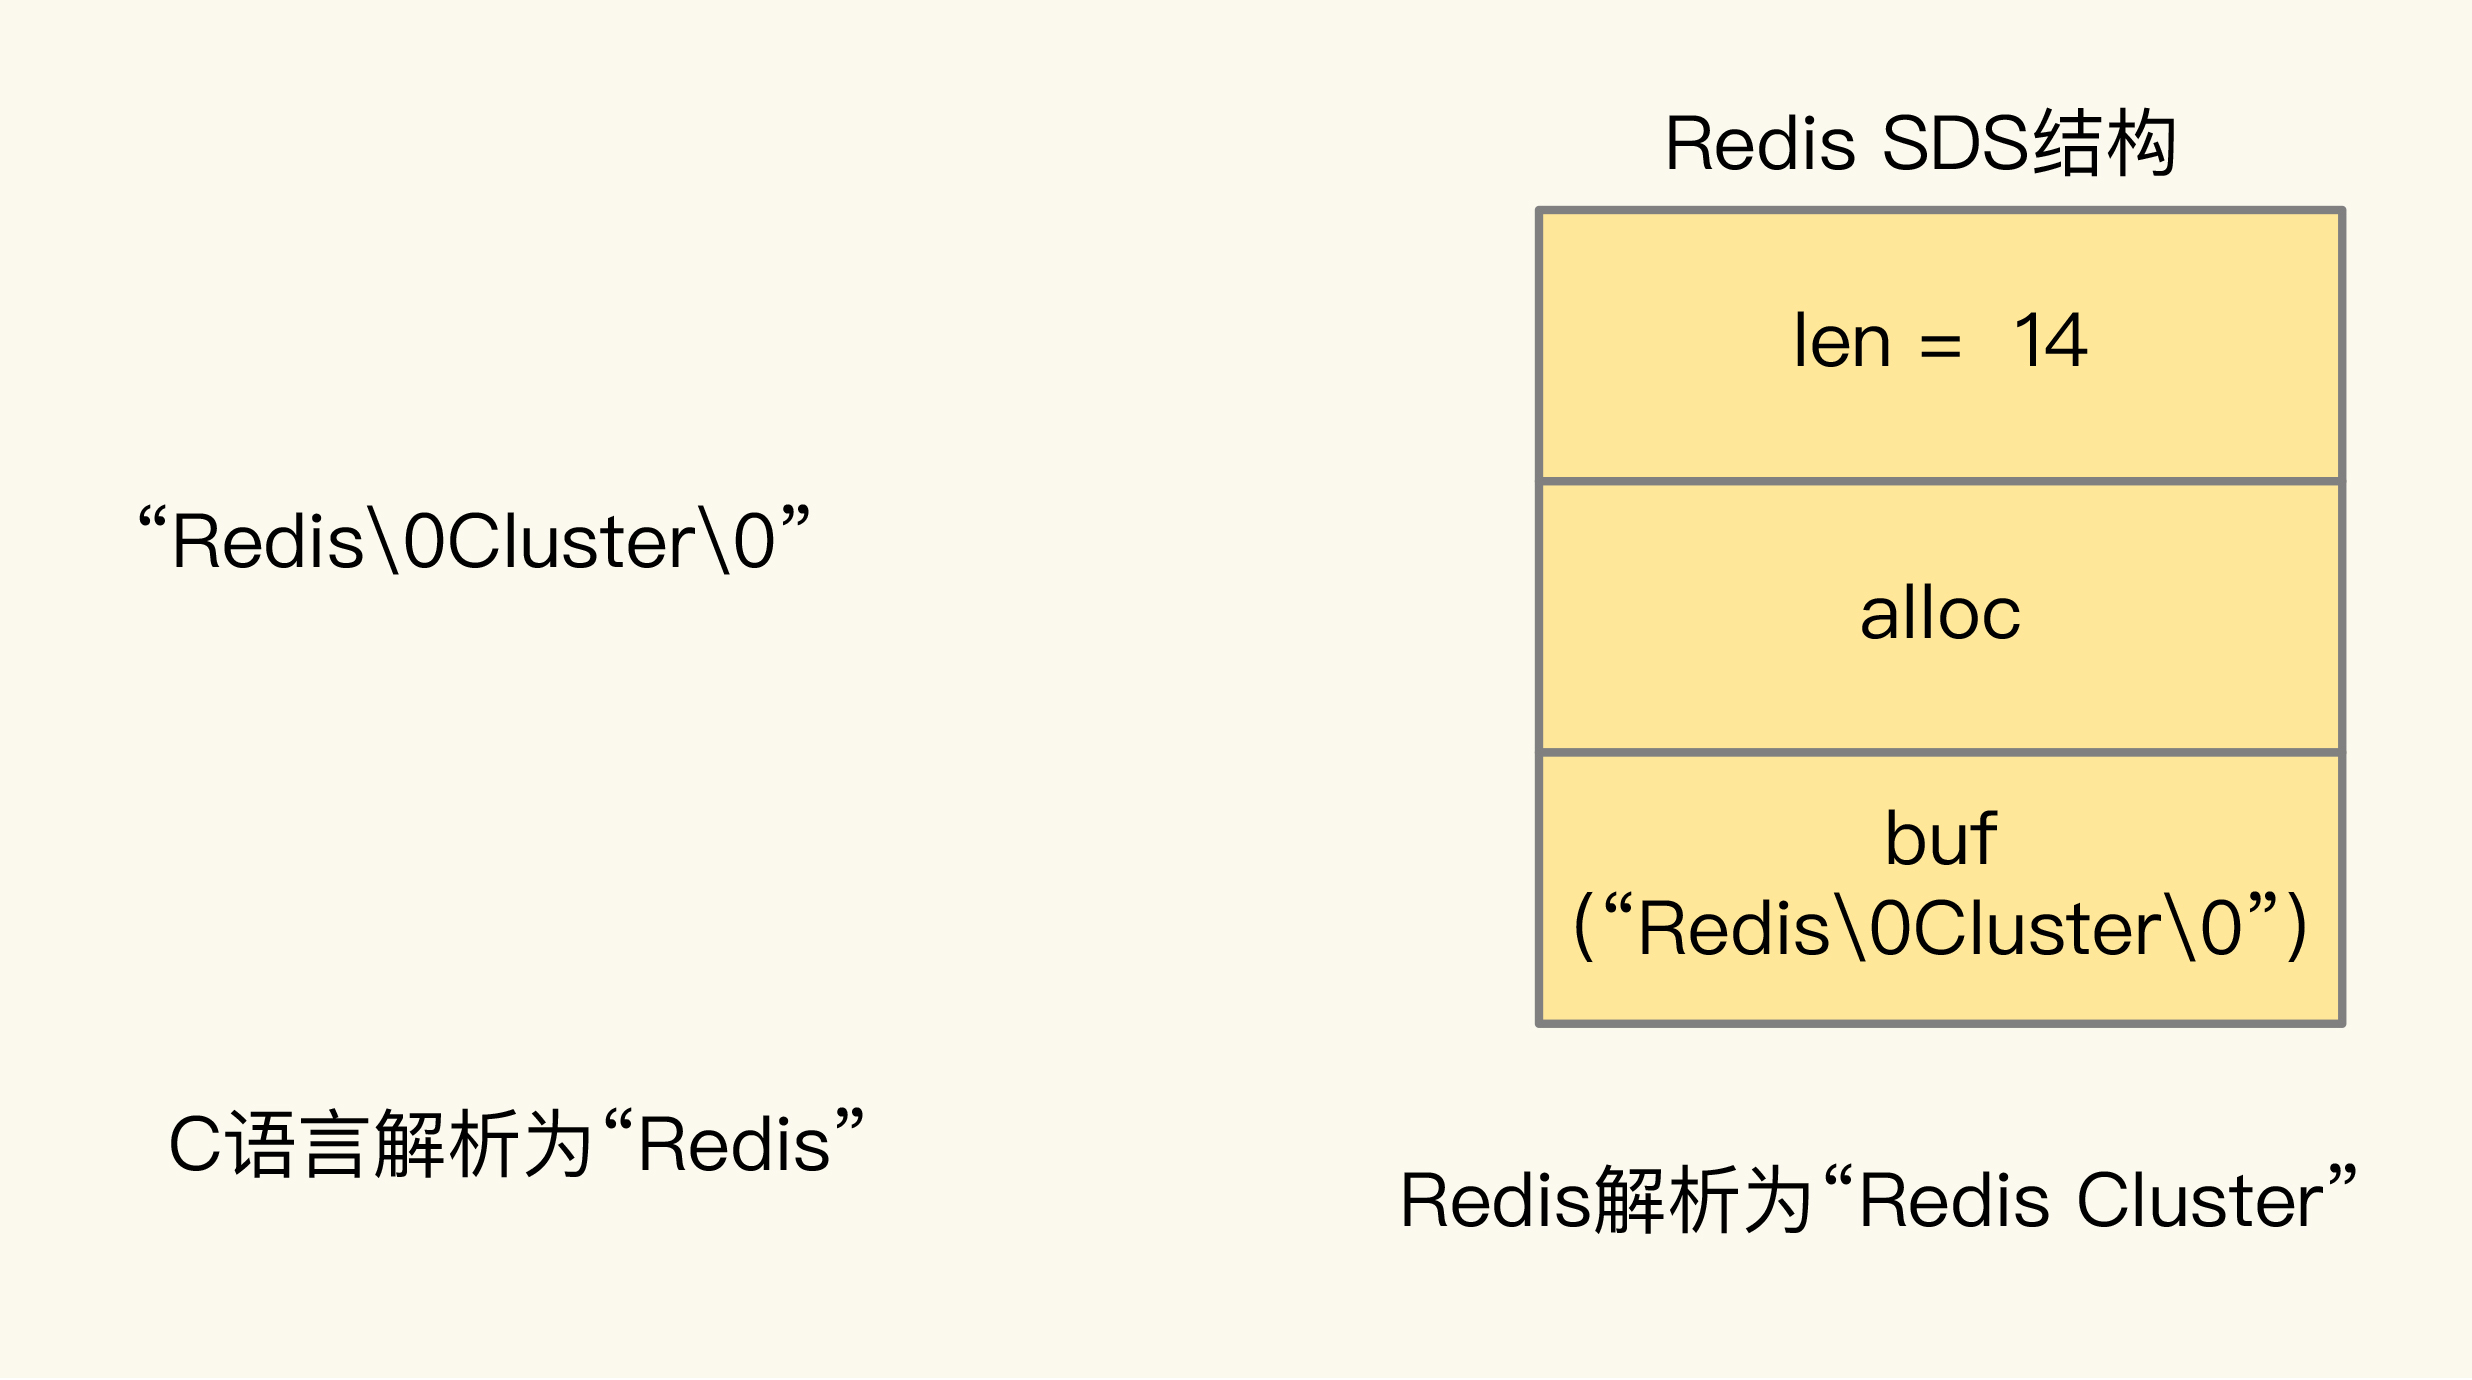 “Redis\0Cluster\0”
C语言解析为“Redis”
Redis SDS结构
len = 14
alloc
buf
(“Redis\0Cluster\0”)
Redis解析为“Redis Cluster”